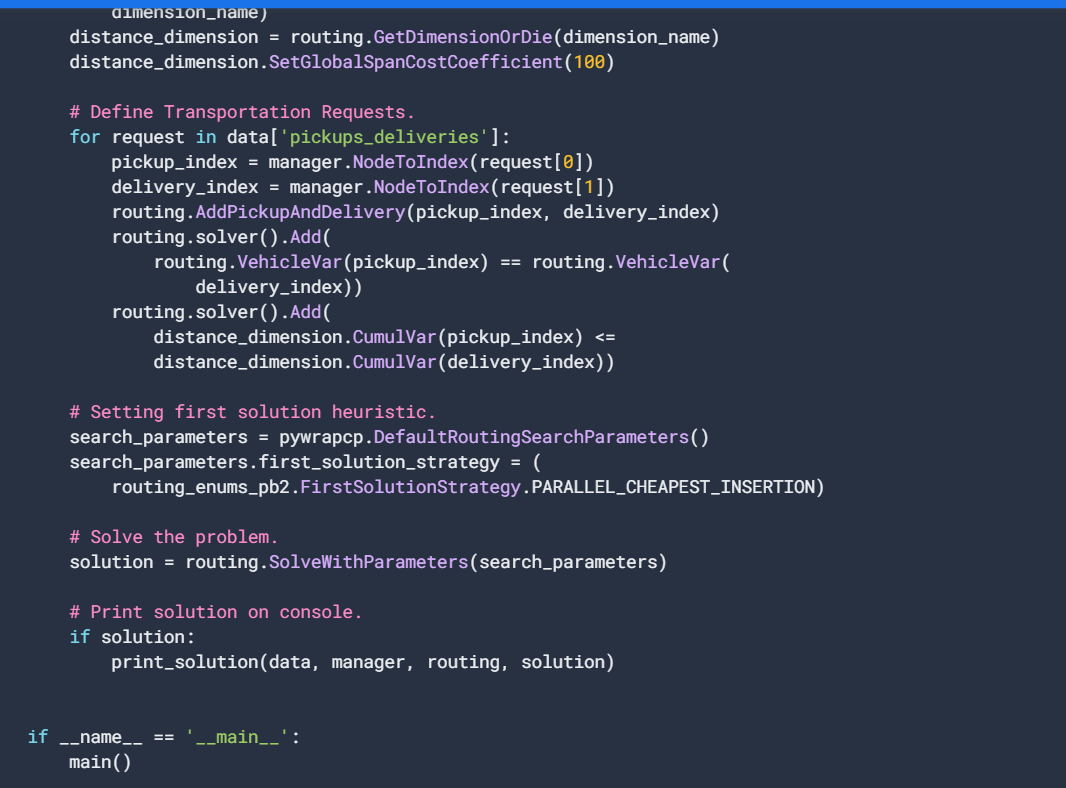 dimension_name)
distance_dimension = routing.GetDimensionOrDie(dimension_name)
distance_dimension.SetGlobalSpanCostCoefficient(100)
# Define Transportation Requests.
for request in data['pickups_deliveries']:
pickup_index = manager.NodeToIndex(request[0])
delivery_index = manager.NodeToIndex(request[1])
routing.AddPickupAndDelivery(pickup_index, delivery_index)
routing.solver().Add(
routing.VehicleVar(pickup_index) == routing.VehicleVar(
delivery_index))
routing.solver().Add(
distance_dimension.CumulVar(pickup_index) <=
distance_dimension.CumulVar(delivery_index))
# Setting first solution heuristic.
search_parameters = pywrapcp.DefaultRoutingSearchParameters()
search_parameters.first_solution_strategy = (
routing_enums_pb2.FirstSolutionStrategy.PARALLEL_CHEAPEST_INSERTION)
# Solve the problem.
solution = routing.SolveWithParameters(search_parameters)
# Print solution on console.
if solution:
print_solution(data, manager, routing, solution)
if __name__ == '__main__':
main()